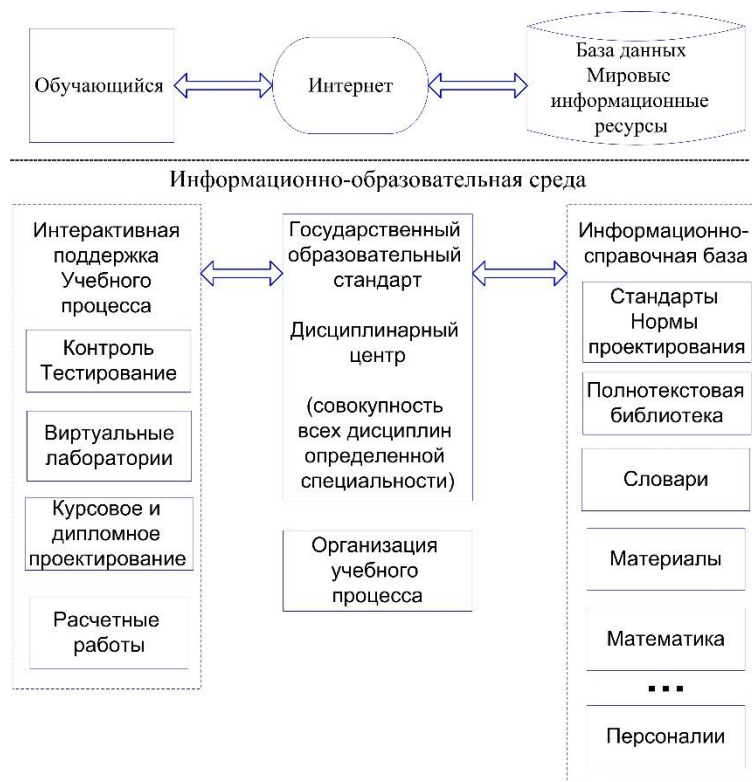 Обучающийся
Интернет
База данных
Мировыс
информационные
ресурсы
Информационно-образовательная среда
Интерактивная
поддержка
Учебного
процесса
Контроль
Тестирование
Виртуальные
лаборатории
Курсовое и
дипломное
проектирование
Расчетные
работы
Государственный
образовательный
стандарт
Дисциплинарный
центр
(совокупность
всех дисциплин
определенной
специальности)
Организация
учебного
процесса
Информационно-
справочная база
Стандарты
Нормы
проектирования
Полнотекстовая
библиотека
Словари
Материалы
Математика
...
Персоналии